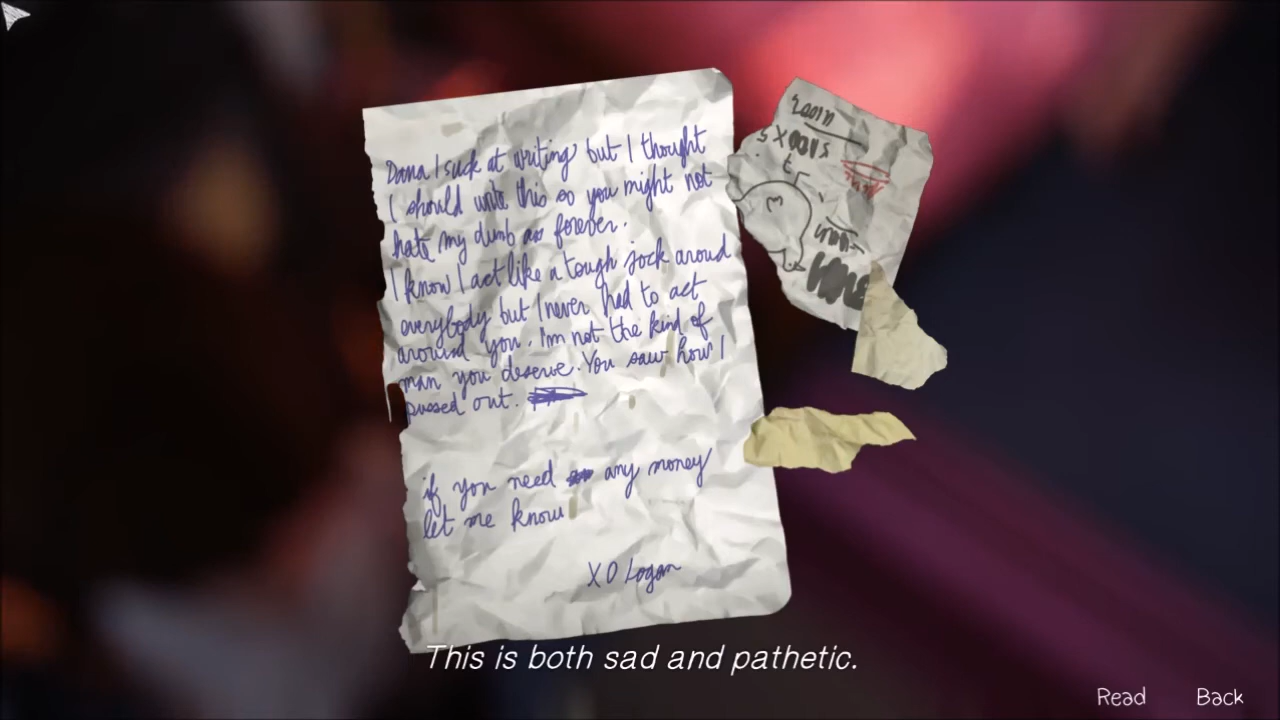 Dana I suck at writing but I thought
I should write this so you might not
hate my dumb ass forever.
I know I act like a tough jock aroud
everybody but I never had to act
around you. I'm not the kind of
man you deserve. You saw how I
pussed out.
if you need any money
let me know
XO Logan
This is both sad and pathetic.
Read
Back